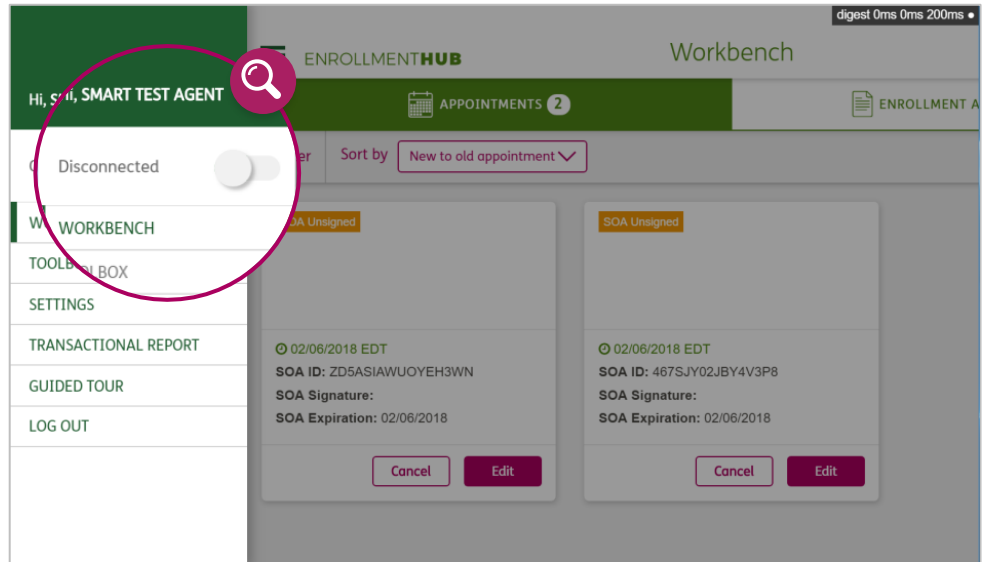 digest 0ms 0ms 200ms
ENROLLMENTHUB
Workbench
Hi, SMART TEST AGENT
APPOINTMENTS 2
ENROLLMENT A
Disconnected
Sort by New to old appointment
WORKBENCH
TOOLBOX
SETTINGS
TRANSACTIONAL REPORT
GUIDED TOUR
LOG OUT
SOA Unsigned
02/06/2018 EDT
SOA ID: ZD5ASIAWUOYEH3WN
SOA Signature:
SOA Expiration: 02/06/2018
Cancel Edit
SOA Unsigned
02/06/2018 EDT
SOA ID: 467SJY02JBY4V3P8
SOA Signature:
SOA Expiration: 02/06/2018
Cancel Edit